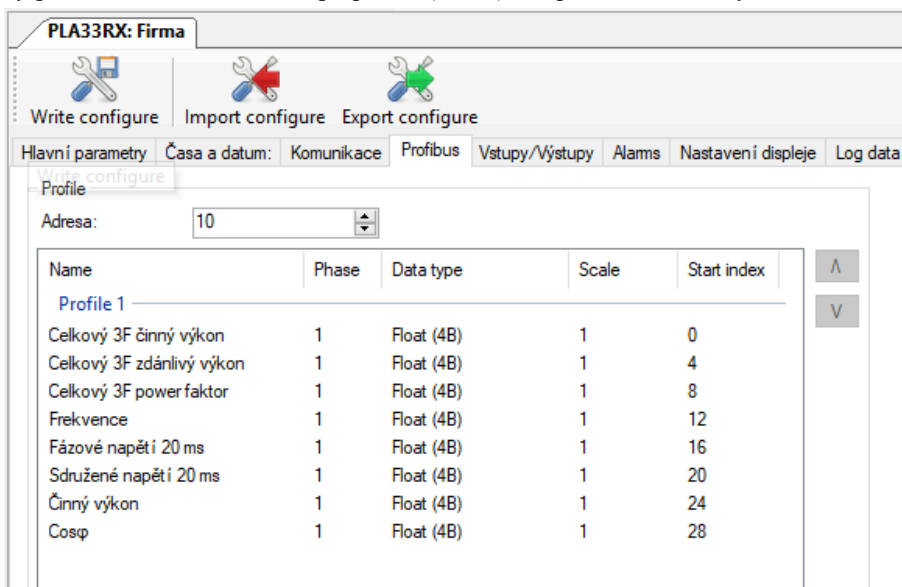 PLA33RX: Firma
Write configure Import configure Export configure
Hlavní parametry Časa a datum: Komunikace Profibus Vstupy/Výstupy Alarms Nastavení displeje Log data
Write configure
Profile
Adresa: 10
Name Phase Data type Scale Start index
Λ
Profile 1
V
Celkový 3F činný výkon 1 Float (4B) 1 0
Celkový 3F zdánlivý výkon 1 Float (4B) 1 4
Celkový 3F power faktor 1 Float (4B) 1 8
Frekvence 1 Float (4B) 1 12
Fázové napětí 20 ms 1 Float (4B) 1 16
Sdružené napětí 20 ms 1 Float (4B) 1 20
Činný výkon 1 Float (4B) 1 24
Cosφ 1 Float (4B) 1 28